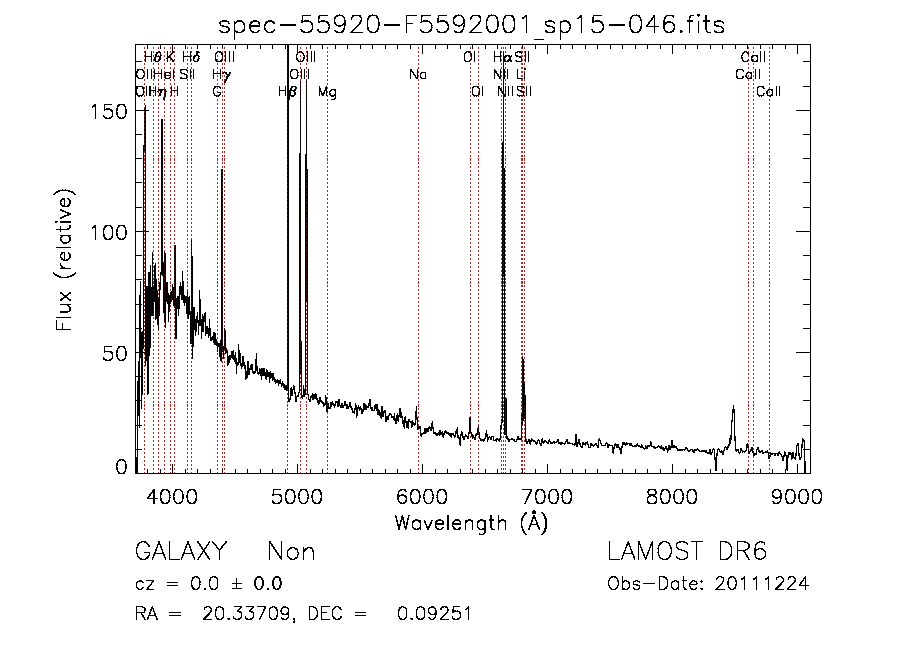 spec-55920-F5592001_sp15-046.fits
Hθ K Hδ OIII OIII OI Hα SII CaII
OII HeI SII Hγ OIII Na NII Li CaII
OII Hη H G Hβ Mg OI NII SII CaII
150
100
50
0
Flux (relative)
4000 5000 6000 7000 8000 9000
Wavelength (Å)
GALAXY Non LAMOST DR6
cz = 0.0 ± 0.0 Obs-Date: 20111224
RA = 20.33709, DEC = 0.09251